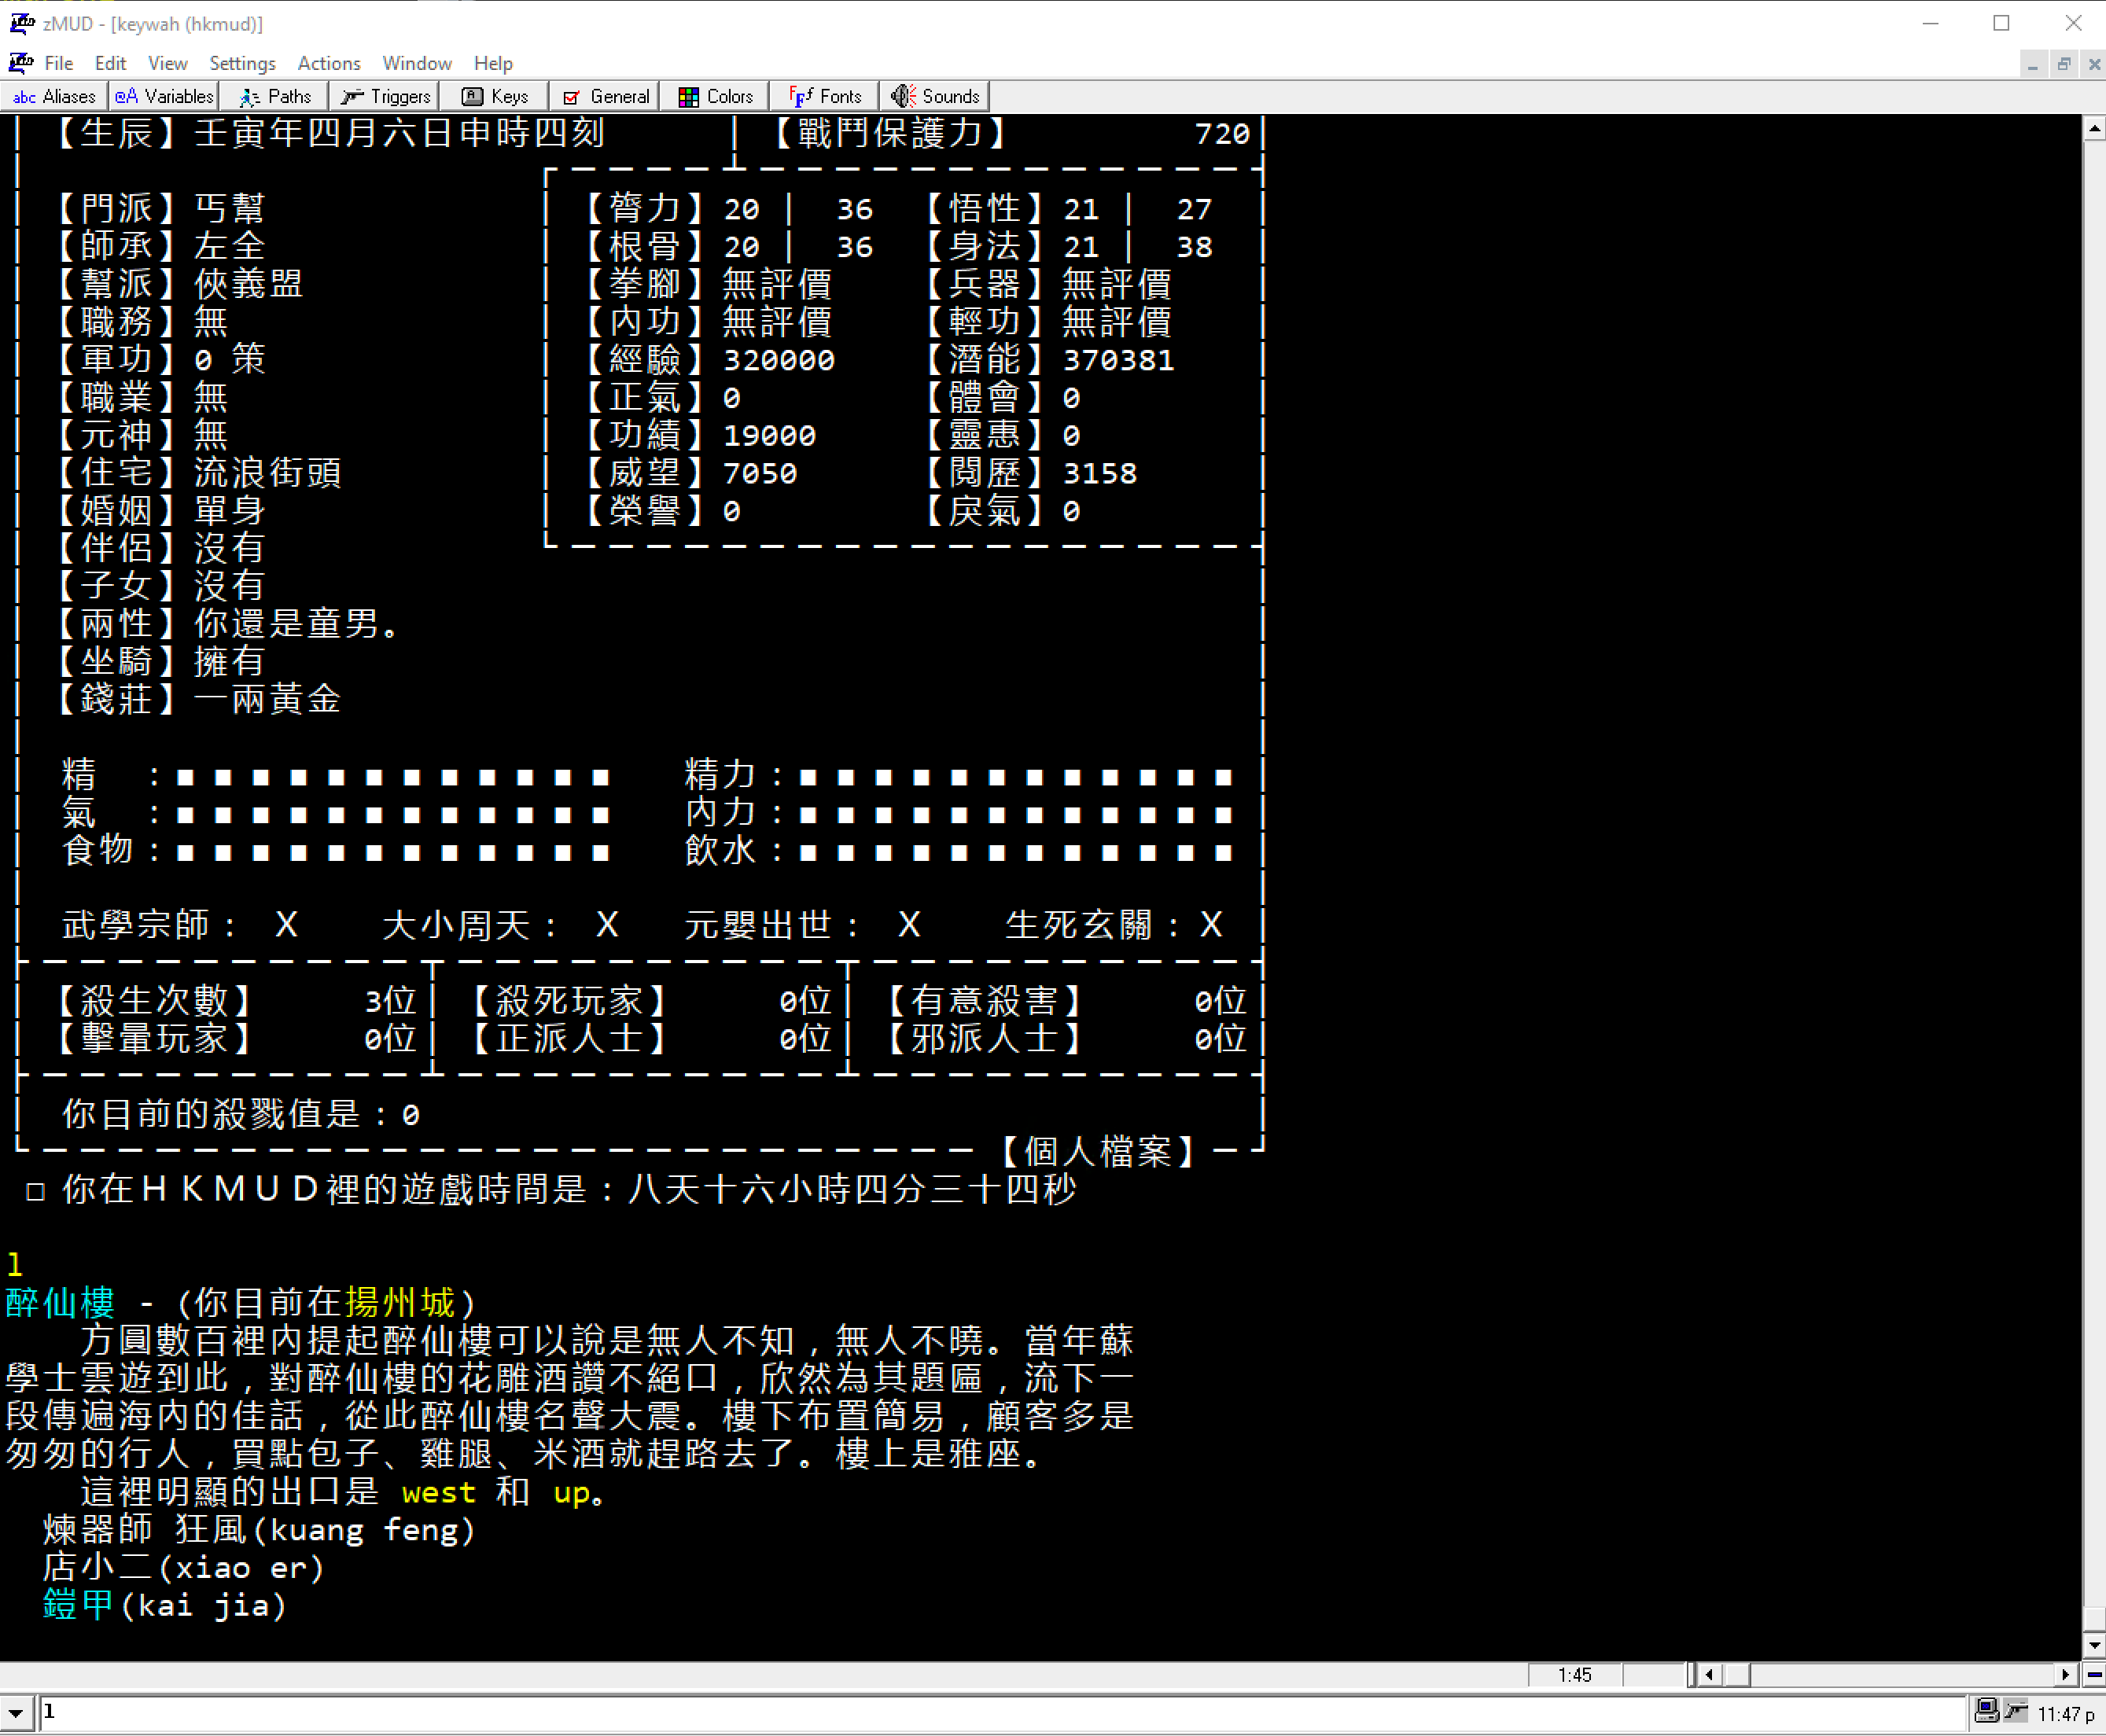 zMUD - [keywah (hkmud)]
File Edit View Settings Actions Window Help
abc Aliases @A Variables Paths Triggers Keys General Colors Fonts Sounds
【生辰】壬寅年四月六日申時四刻 【戰鬥保護力】 720
【門派】丐幫 【膂力】20 | 36 【悟性】21 | 27
【師承】左全 【根骨】20 | 36 【身法】21 | 38
【幫派】俠義盟 【拳腳】無評價 【兵器】無評價
【職務】無 【內功】無評價 【輕功】無評價
【軍功】0 策 【經驗】320000 【潛能】370381
【職業】無 【正氣】0 【體會】0
【元神】無 【功績】19000 【靈惠】0
【住宅】流浪街頭 【威望】7050 【閱歷】3158
【婚姻】單身 【榮譽】0 【戾氣】0
【伴侶】沒有
【子女】沒有
【兩性】你還是童男。
【坐騎】擁有
【錢莊】一兩黃金
精 :■■■■■■■■■■■■ 精力:■■■■■■■■■■■■
氣 :■■■■■■■■■■■■ 內力:■■■■■■■■■■■■
食物:■■■■■■■■■■■■ 飲水:■■■■■■■■■■■■
武學宗師: X 大小周天: X 元嬰出世: X 生死玄關:X
【殺生次數】 3位 | 【殺死玩家】 0位 | 【有意殺害】 0位
【擊暈玩家】 0位 | 【正派人士】 0位 | 【邪派人士】 0位
你目前的殺戮值是:0
【個人檔案】
□ 你在HKMUD裡的遊戲時間是:八天十六小時四分三十四秒
l
醉仙樓 - (你目前在揚州城)
方圓數百裡內提起醉仙樓可以說是無人不知,無人不曉。當年蘇
學士雲遊到此,對醉仙樓的花雕酒讚不絕口,欣然為其題匾,流下一
段傳遍海內的佳話,從此醉仙樓名聲大震。樓下布置簡易,顧客多是
匆匆的行人,買點包子、雞腿、米酒就趕路去了。樓上是雅座。
這裡明顯的出口是 west 和 up。
煉器師 狂風(kuang feng)
店小二(xiao er)
鎧甲(kai jia)
1:45
l
11:47 p